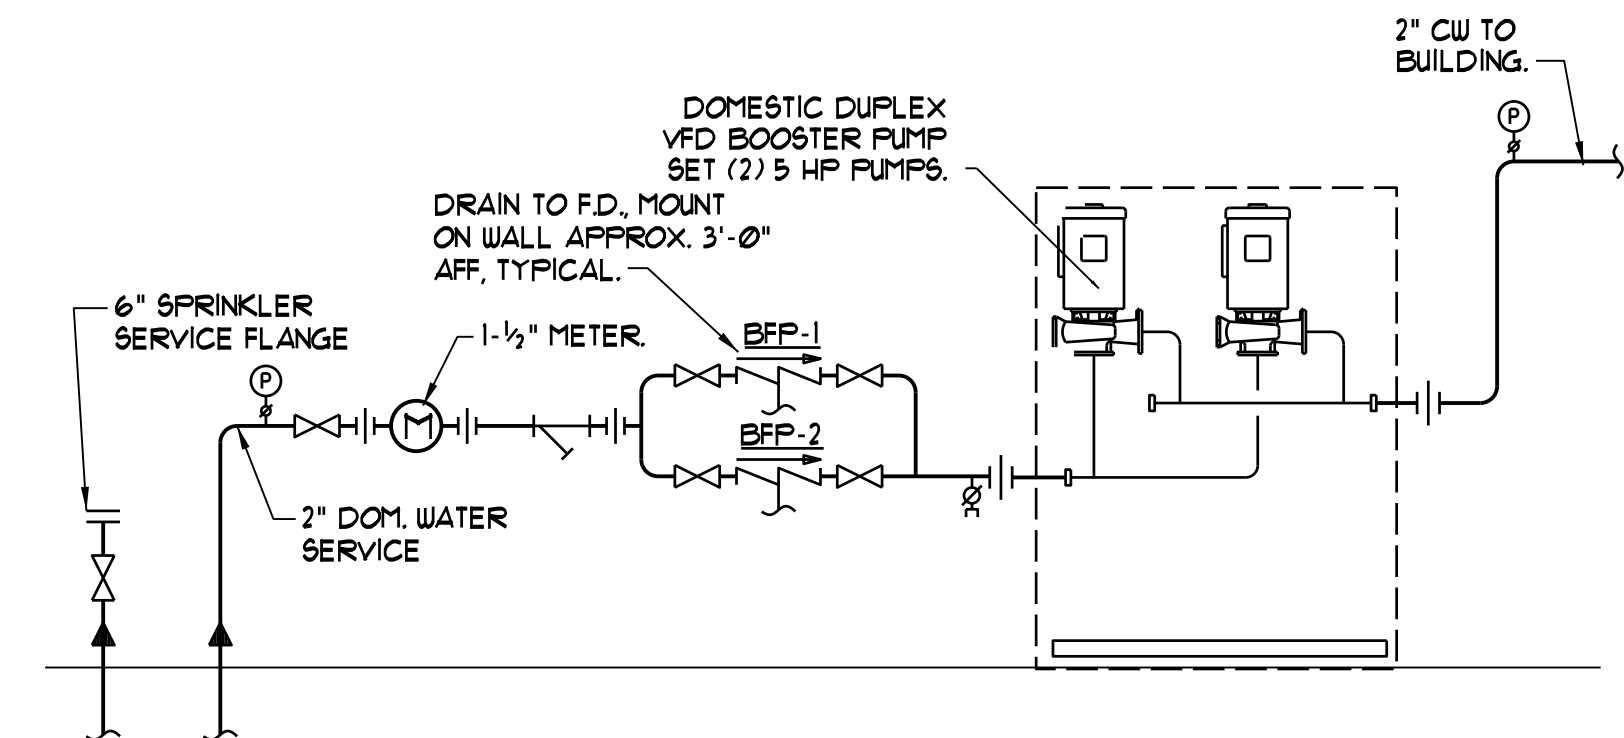 2" CW TO
BUILDING.
P
DOMESTIC DUPLEX
VFD BOOSTER PUMP
SET (2) 5 HP PUMPS.
DRAIN TO F.D., MOUNT
ON WALL APPROX. 3'-0"
AFF, TYPICAL.
6" SPRINKLER
SERVICE FLANGE
1-1/2" METER.
BFP-1
P
M
BFP-2
2" DOM. WATER
SERVICE